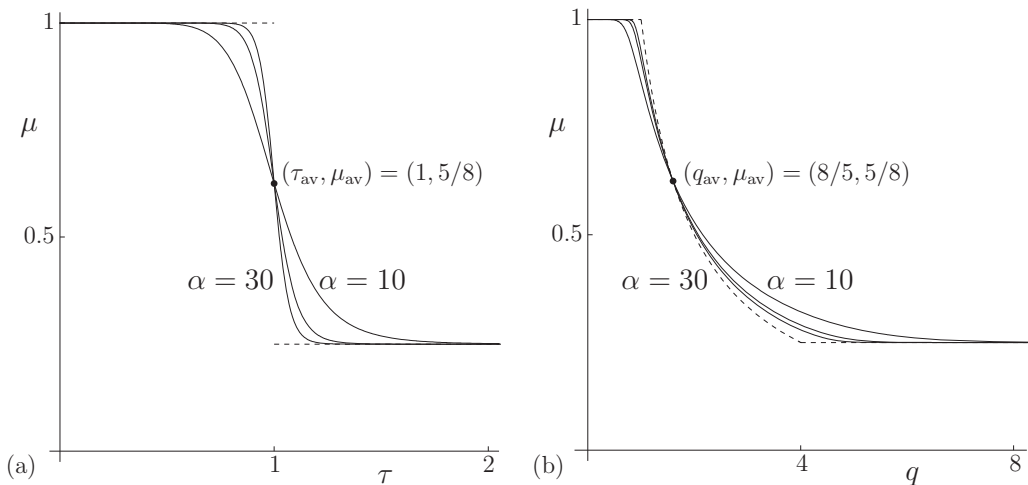 1
μ
(τav, μav) = (1, 5/8)
0.5
α = 30
α = 10
(a)
1
τ
2
1
μ
(qav, μav) = (8/5, 5/8)
0.5
α = 30
α = 10
(b)
4
q
8